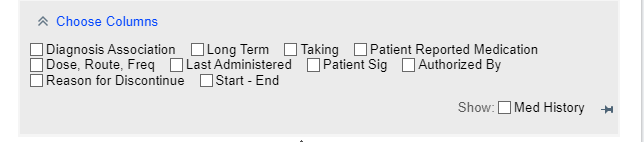 Choose Columns
Diagnosis Association Long Term Taking Patient Reported Medication
Dose, Route, Freq Last Administered Patient Sig Authorized By
Reason for Discontinue Start - End
Show: Med History